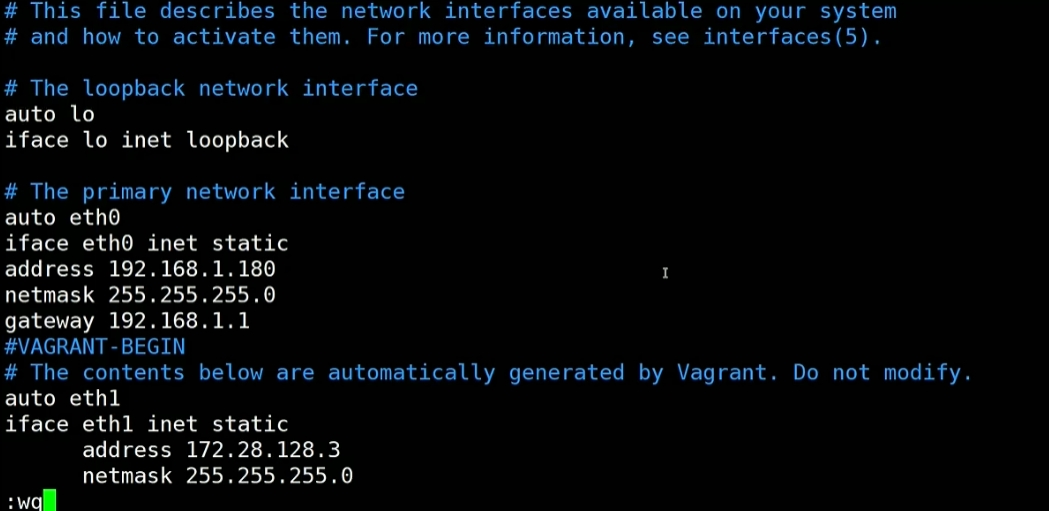 # This file describes the network interfaces available on your system
# and how to activate them. For more information, see interfaces(5).
# The loopback network interface
auto lo
iface lo inet loopback
# The primary network interface
auto eth0
iface eth0 inet static
address 192.168.1.180
netmask 255.255.255.0
gateway 192.168.1.1
#VAGRANT-BEGIN
# The contents below are automatically generated by Vagrant. Do not modify.
auto eth1
iface eth1 inet static
      address 172.28.128.3
      netmask 255.255.255.0
:wq